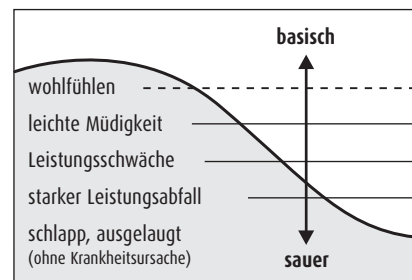 basisch
wohlfühlen
leichte Müdigkeit
Leistungsschwäche
starker Leistungsabfall
schlapp, ausgelaugt
(ohne Krankheitsursache)
sauer